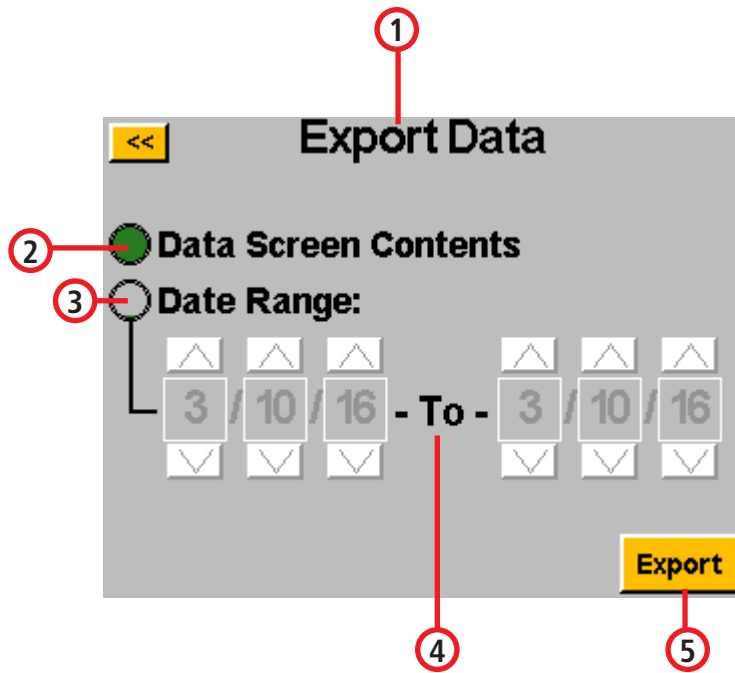 1
<< Export Data
2 Data Screen Contents
3 Date Range:
3 / 10 / 16 - To - 3 / 10 / 16
Export
4 5